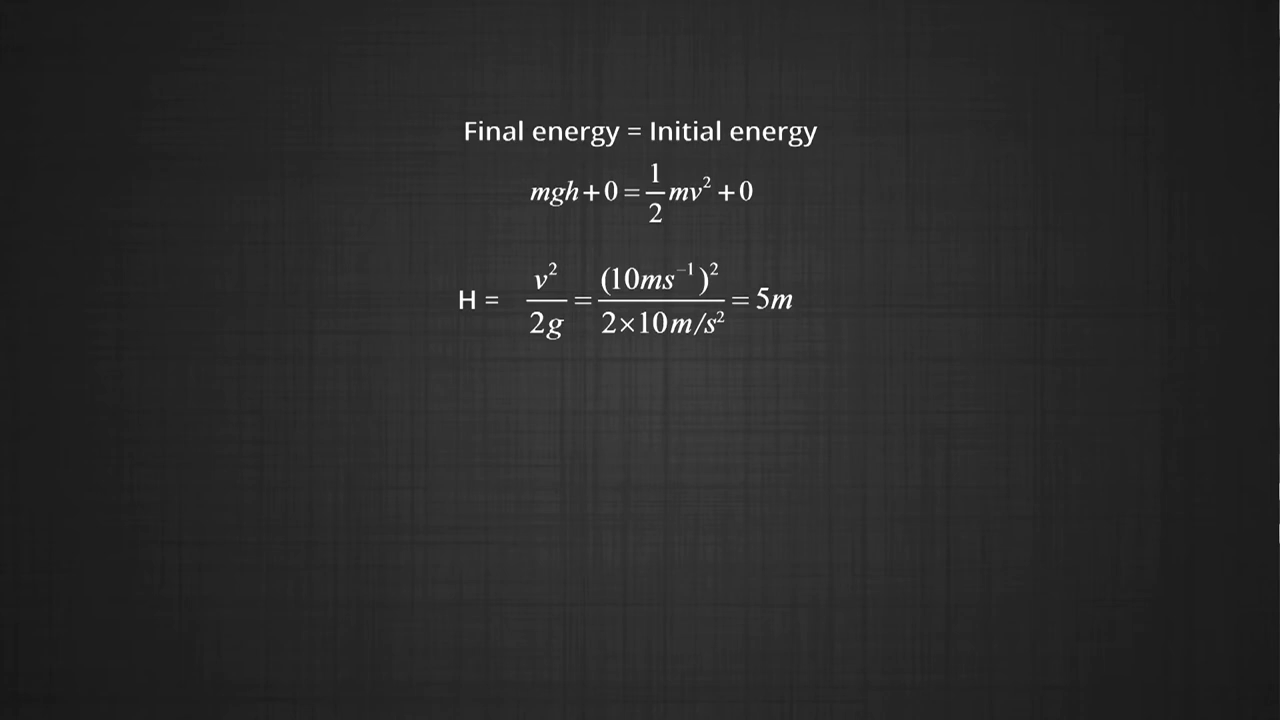 Final energy = Initial energy
mgh + 0 = 1/2 mv² + 0
H = v²/2g = (10ms⁻¹)²/2×10m/s² = 5m